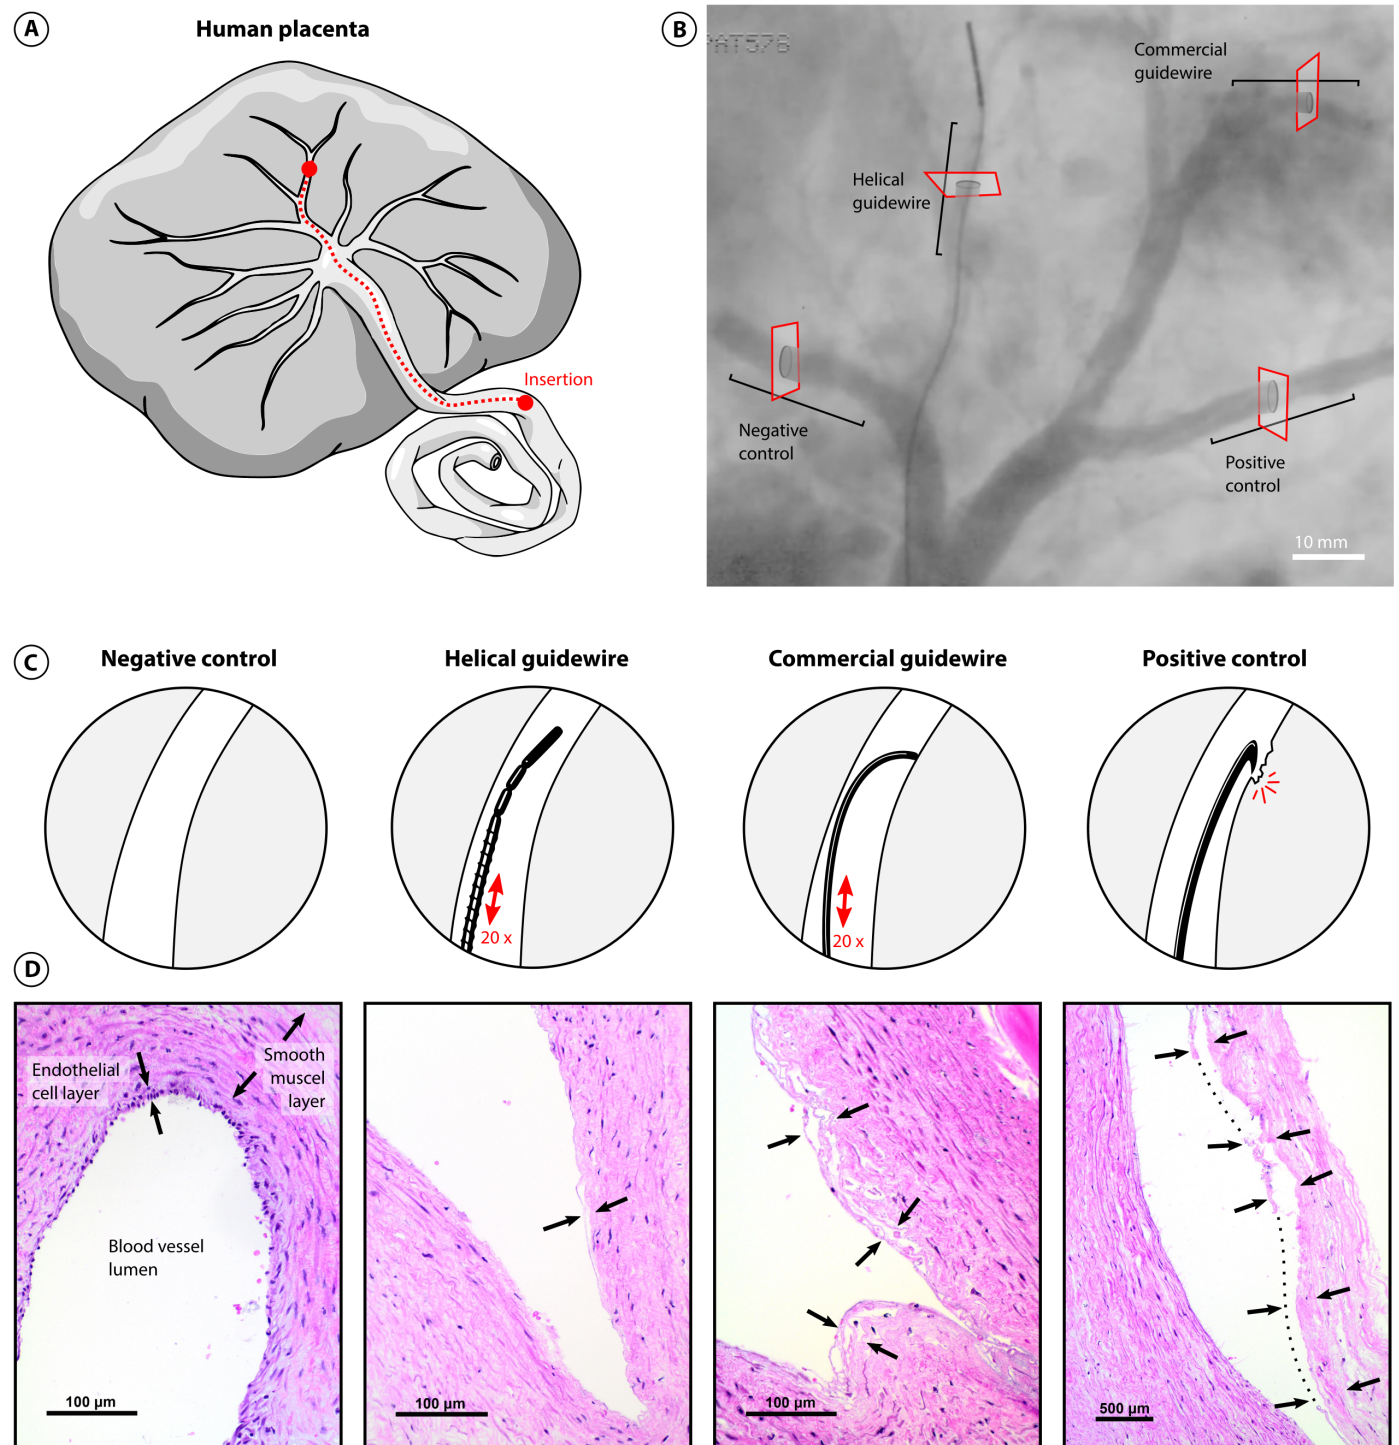 A
Human placenta
Insertion
B
PAT578
Commercial
guidewire
Helical
guidewire
Negative
control
Positive
control
10 mm
C
Negative control
Helical guidewire
Commercial guidewire
Positive control
20 x
20 x
D
Endothelial
cell layer
Smooth
muscel
layer
Blood vessel
lumen
100 µm
100 µm
100 µm
500 µm